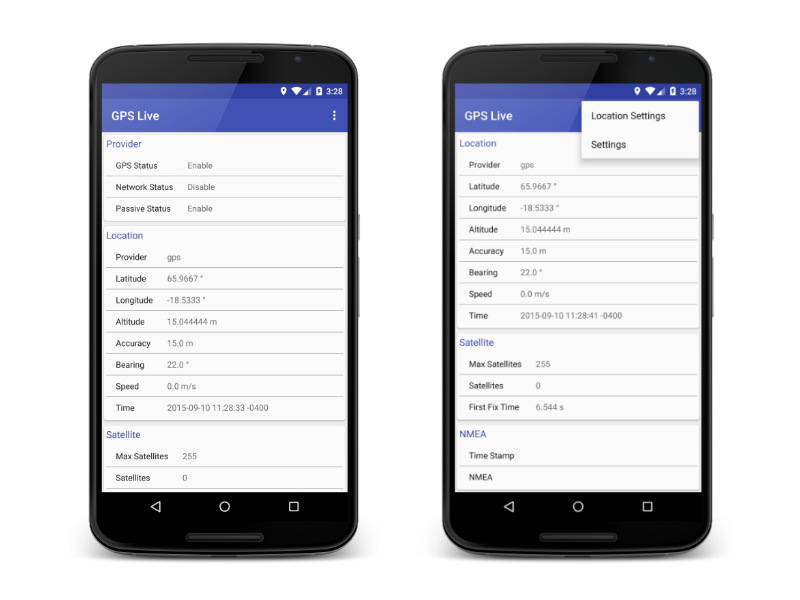 3:28
GPS Live
Provider
GPS Status Enable
Network Status Disable
Passive Status Enable
Location
Provider gps
Latitude 65.9667 °
Longitude -18.5333 °
Altitude 15.044444 m
Accuracy 15.0 m
Bearing 22.0 °
Speed 0.0 m/s
Time 2015-09-10 11:28:33 -0400
Satellite
Max Satellites 255
Satellites 0
3:28
GPS Live
Location Settings
Settings
Location
Provider gps
Latitude 65.9667 °
Longitude -18.5333 °
Altitude 15.044444 m
Accuracy 15.0 m
Bearing 22.0 °
Speed 0.0 m/s
Time 2015-09-10 11:28:41 -0400
Satellite
Max Satellites 255
Satellites 0
First Fix Time 6.544 s
NMEA
Time Stamp
NMEA